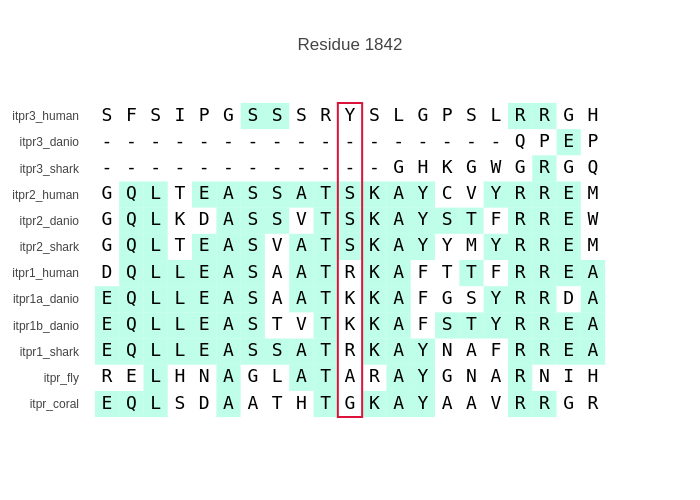 Residue 1842
itpr3_human S F S I P G S S S R Y S L G P S L R R G H
itpr3_danio - - - - - - - - - - - - - - - - - Q P E P
itpr3_shark - - - - - - - - - - - - G H K G W G R G Q
itpr2_human G Q L T E A S S A T S K A Y C V Y R R E M
itpr2_danio G Q L K D A S S V T S K A Y S T F R R E W
itpr2_shark G Q L T E A S V A T S K A Y Y M Y R R E M
itpr1_human D Q L L E A S A A T R K A F T T F R R E A
itpr1a_danio E Q L L E A S A A T K K A F G S Y R R D A
itpr1b_danio E Q L L E A S T V T K K A F S T Y R R E A
itpr1_shark E Q L L E A S S A T R K A Y N A F R R E A
itpr_fly R E L H N A G L A T A R A Y G N A R N I H
itpr_coral E Q L S D A A T H T G K A Y A A V R R G R